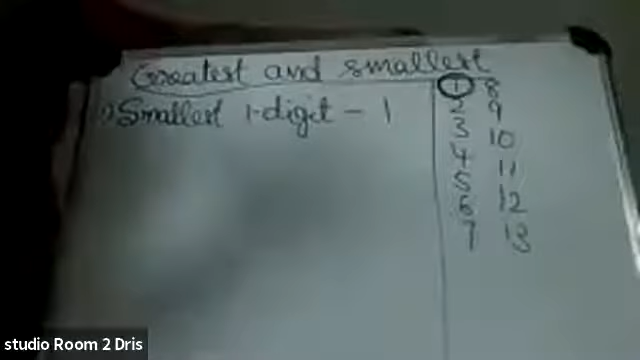 Greatest and smallest
1) Smallest 1-digit - 1
1 8
2 9
3 10
4 11
5
6 12
7 13
studio Room 2 Dris